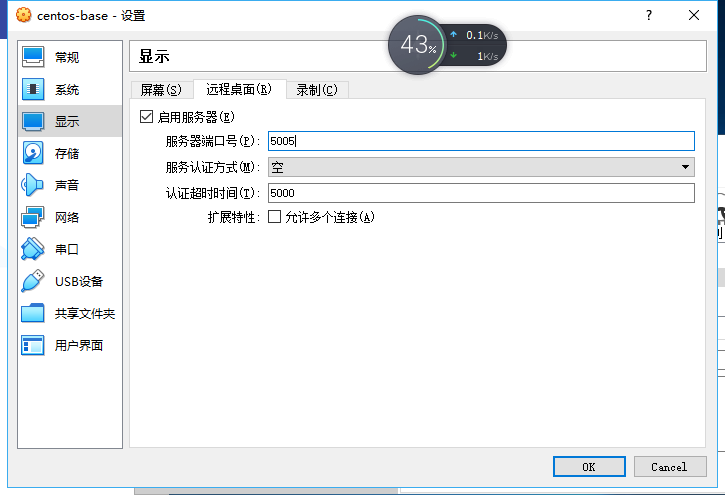 centos-base - 设置
?
43%
0.1K/s
1K/s
常规
系统
显示
存储
声音
网络
串口
USB设备
共享文件夹
用户界面
显示
屏幕(S)
远程桌面(R)
录制(C)
启用服务器(E)
服务器端口号(P):
5005
服务认证方式(M):
空
认证超时时间(T):
5000
扩展特性:
允许多个连接(A)
OK
Cancel